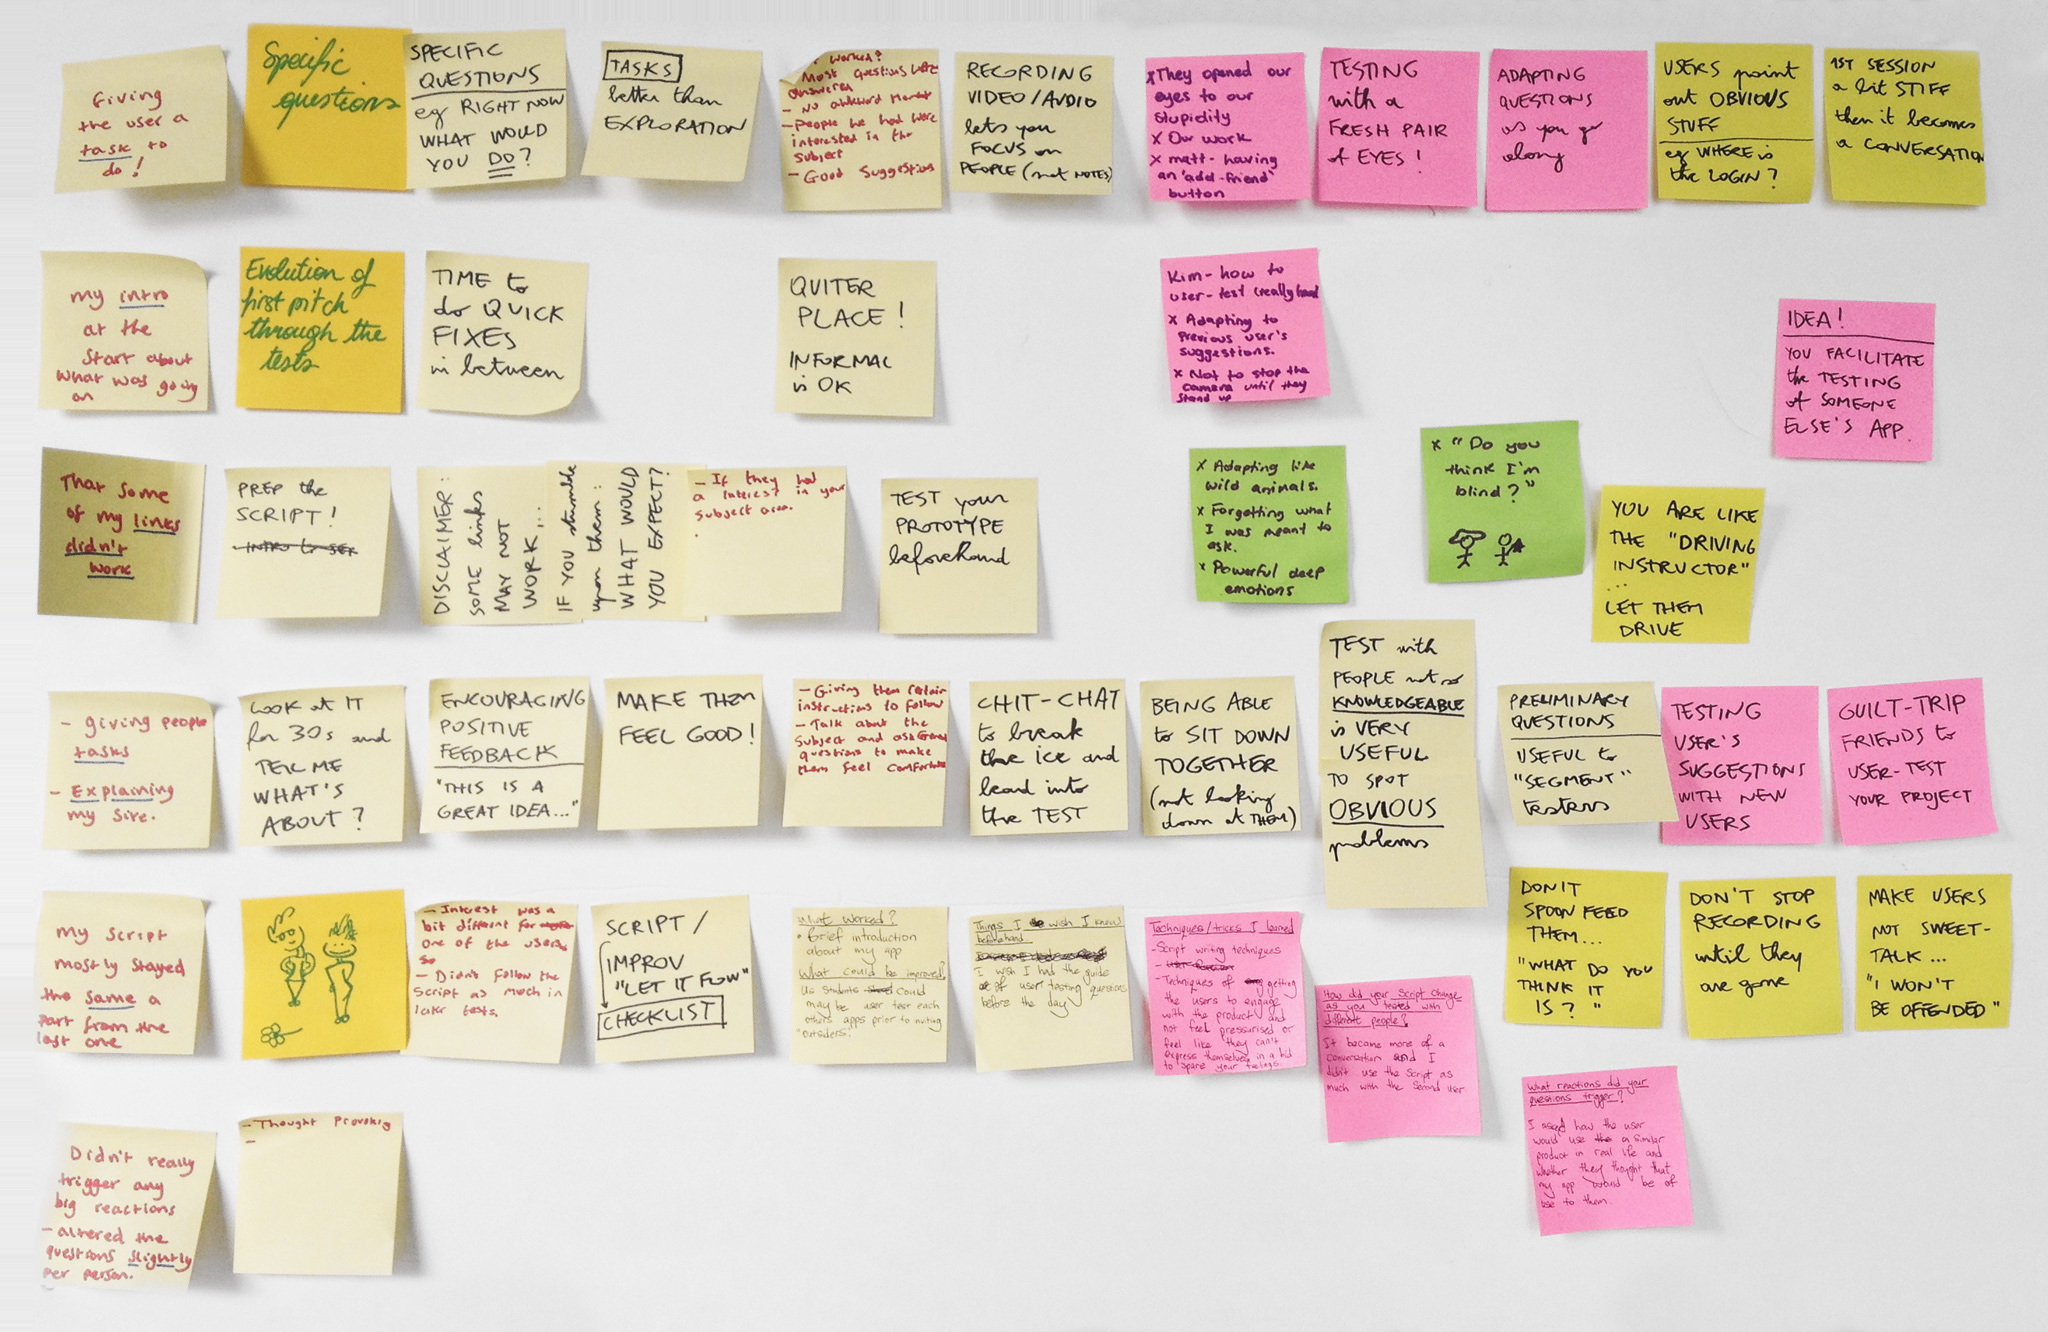 Giving
the user a
task to
do!
Specific
questions
SPECIFIC
QUESTIONS
eg RIGHT NOW
WHAT WOULD
YOU DO?
TASKS
better than
EXPLORATION
worked?
Most questions were
answered
- No awkward moment
- People we had were
interested in the
subject
- Good Suggestions
RECORDING
VIDEO/AUDIO
lets you
FOCUS on
PEOPLE (not NOTES)
x They opened our
eyes to our
stupidity
x Our work
x matt- having
an 'add-friend'
button
TESTING
with a
FRESH PAIR
of EYES!
ADAPTING
QUESTIONS
as you go
along
USERS point
out OBVIOUS
STUFF
eg WHERE is
the LOGIN?
1ST SESSION
a bit STIFF
then it becomes
a CONVERSATION
my intro
at the
start about
what was going
on
Evolution of
first pitch
through the
tests
TIME to
do QUICK
FIXES
in between
QUITER
PLACE!
INFORMAL
is OK
Kim- how to
user-test (really hard
x Adapting to
previous user's
suggestions.
x Not to stop the
camera until they
stand up
IDEA!
YOU FACILITATE
the TESTING
of SOMEONE
ELSE'S APP.
That some
of my links
didn't
work
PREP the
SCRIPT!
DISCLAIMER:
SOME links
MAY NOT
WORK...
IF YOU stumble
upon them:
WHAT WOULD
YOU EXPECT?
- If they had
a interest in your
subject area.
TEST your
PROTOTYPE
beforehand
x Adapting like
wild animals.
x Forgetting what
I was meant to
ask.
x Powerful deep
emotions
x "Do you
think I'm
blind?"
YOU ARE LIKE
THE "DRIVING
INSTRUCTOR"
...
LET THEM
DRIVE
- giving people
tasks
- Explaining
my site.
LOOK at IT
for 30s and
TELL ME
WHAT'S
ABOUT?
ENCOURAGING
POSITIVE
FEEDBACK
"THIS IS A
GREAT IDEA..."
MAKE THEM
FEEL GOOD!
- Giving them certain
instructions to follow
- Talk about the
subject and ask
questions to make
them feel comfortable
CHIT-CHAT
to break
the ice and
lead into
the TEST
BEING ABLE
to SIT DOWN
TOGETHER
(not looking
down at THEM)
TEST with
PEOPLE not so
KNOWLEDGEABLE
is VERY
USEFUL
TO SPOT
OBVIOUS
problems
PRELIMINARY
QUESTIONS
USEFUL to
"SEGMENT"
testers
TESTING
USER'S
SUGGESTIONS
WITH NEW
USERS
GUILT-TRIP
FRIENDS to
USER-TEST
YOUR PROJECT
my script
mostly stayed
the same a
part from the
last one
- Interest was a
bit different for
one of the users
so
- Didn't follow the
script as much in
later tests.
SCRIPT/
IMPROV
"LET IT FLOW"
CHECKLIST
What worked?
• Brief introduction
about my app
What could be improved?
Us students could
maybe user test each
others apps prior to inviting
outsiders.
Things I wish I knew
beforehand
I wish I had the guide
of user testing questions
before the day
Techniques/tricks I learned
- Script writing techniques
- Techniques of getting
the users to engage
with the product and
not feel pressurised or
feel like they can't
express themselves in a bid
to spare your feelings.
How did your script change
as you tested with
different people?
It became more of a
conversation and I
didn't use the script as
much with the second user
DON'T
SPOON FEED
THEM...
"WHAT DO YOU
THINK IT
IS?"
DON'T STOP
RECORDING
until they
are gone
MAKE USERS
NOT SWEET-
TALK...
"I WON'T
BE OFFENDED"
Didn't really
trigger any
big reactions
- altered the
questions slightly
per person.
- Thought Provoking
-
What reactions did your
questions trigger?
I asked how the user
would use a similar
product in real life and
whether they thought that
my app would be of
use to them.